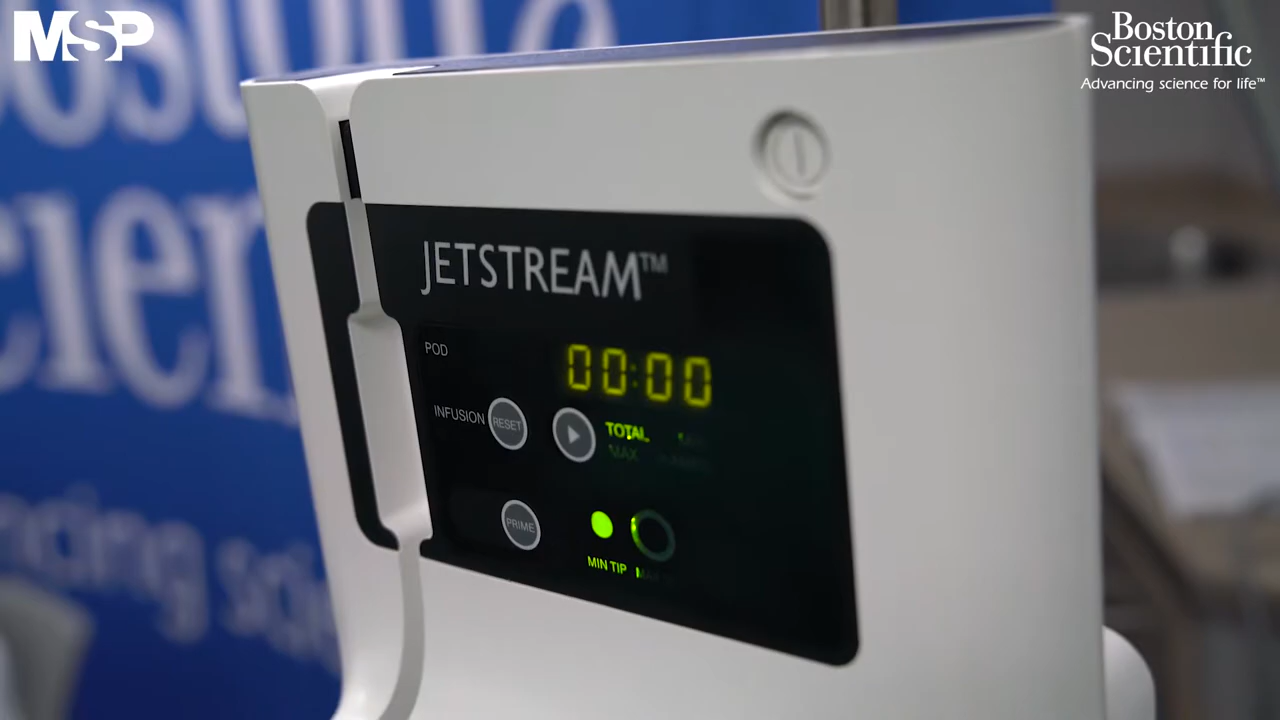 MSP
Boston
Scientific
Advancing science for life™
JETSTREAM™
POD
00:00
INFUSION
RESET
TOTAL
MAX
PRIME
MIN TIP